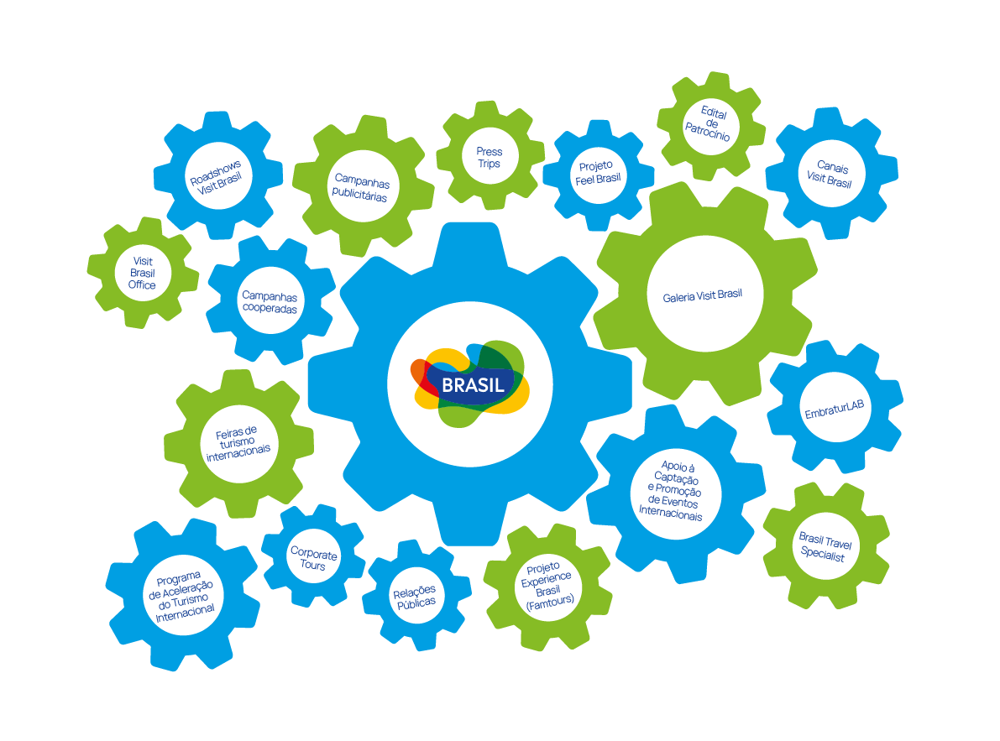 Edital
de
Patrocínio
Press
Trips
Roadshows
Visit Brasil
Campanhas
publicitárias
Projeto
Feel Brasil
Canais
Visit Brasil
Visit
Brasil
Office
Campanhas
cooperadas
Galeria Visit Brasil
BRASIL
EmbraturLAB
Feiras de
turismo
internacionais
Apoio à
Captação
e Promoção
de Eventos
Internacionais
Brasil Travel
Specialist
Corporate
Tours
Programa
de Aceleração
do Turismo
Internacional
Relações
Públicas
Projeto
Experience
Brasil
(Famtours)